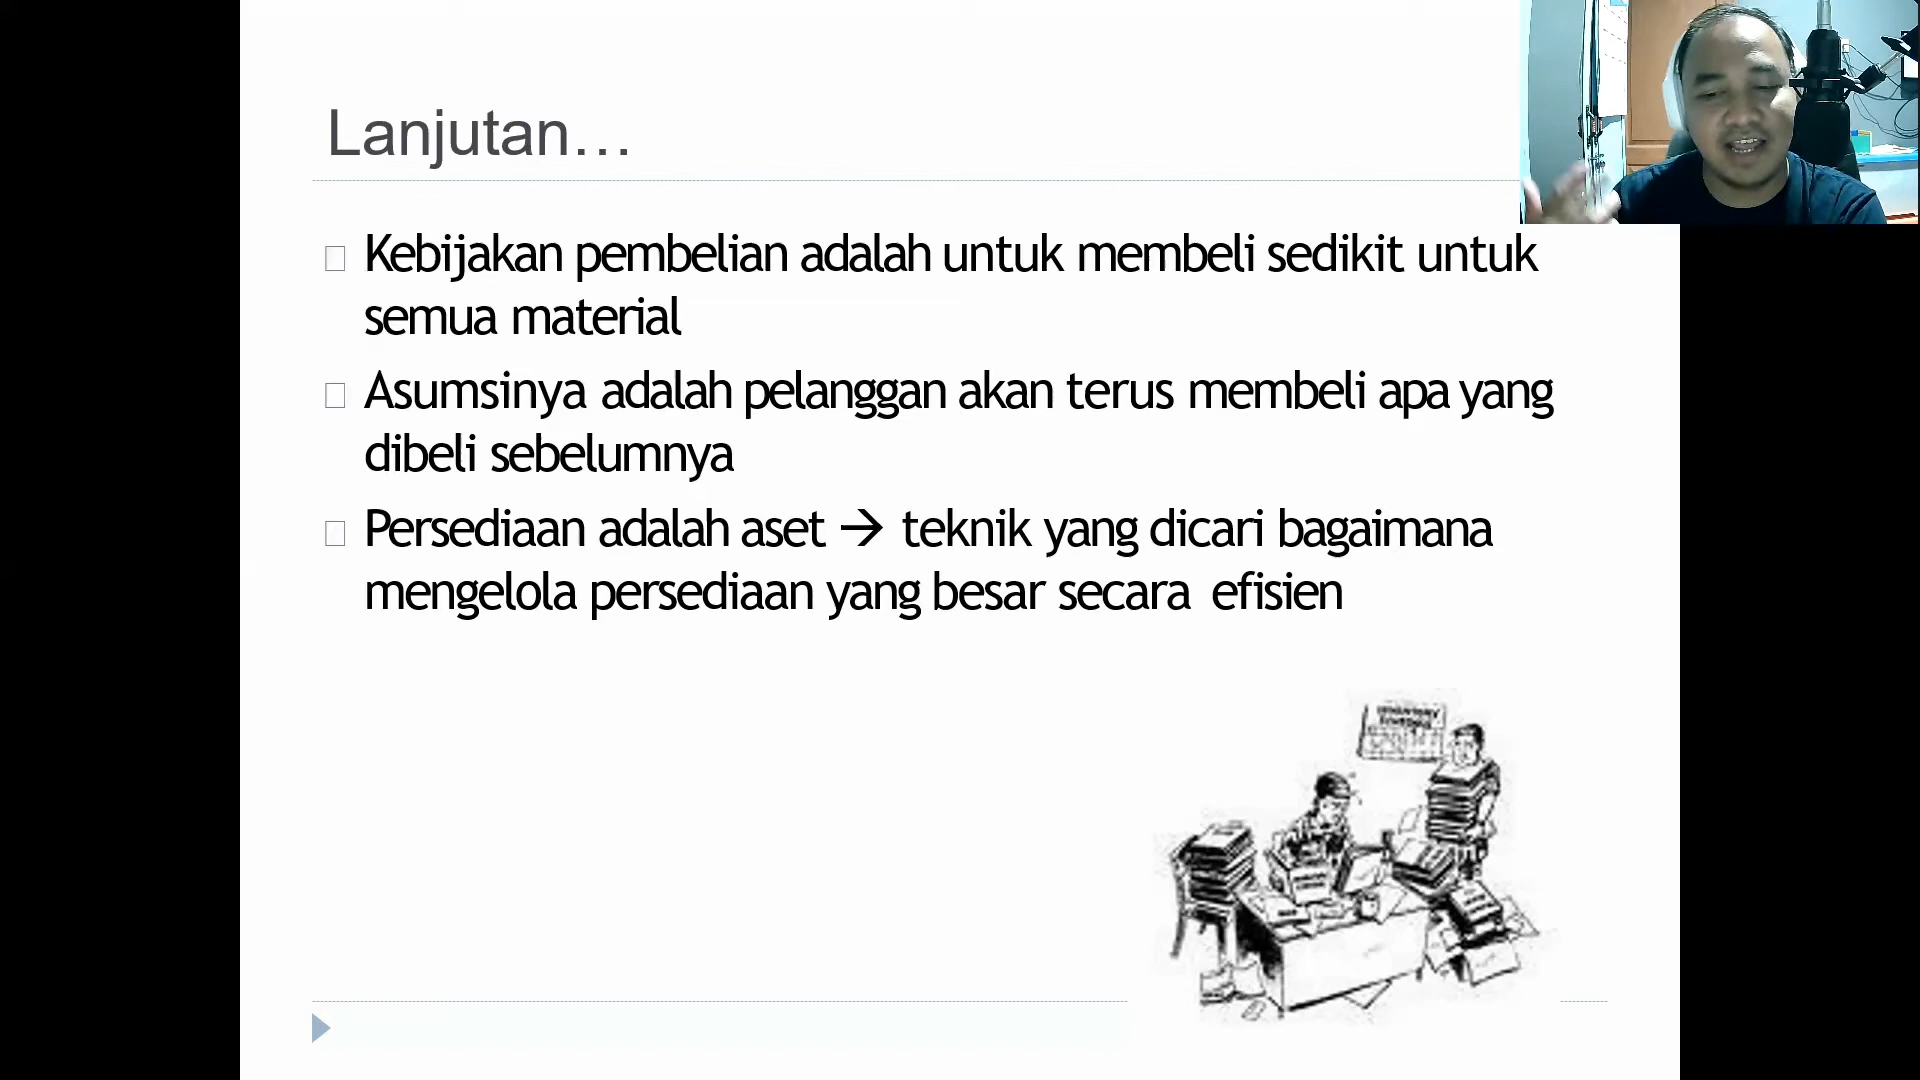 Lanjutan…
Kebijakan pembelian adalah untuk membeli sedikit untuk
semua material
Asumsinya adalah pelanggan akan terus membeli apa yang
dibeli sebelumnya
Persediaan adalah aset → teknik yang dicari bagaimana
mengelola persediaan yang besar secara efisien